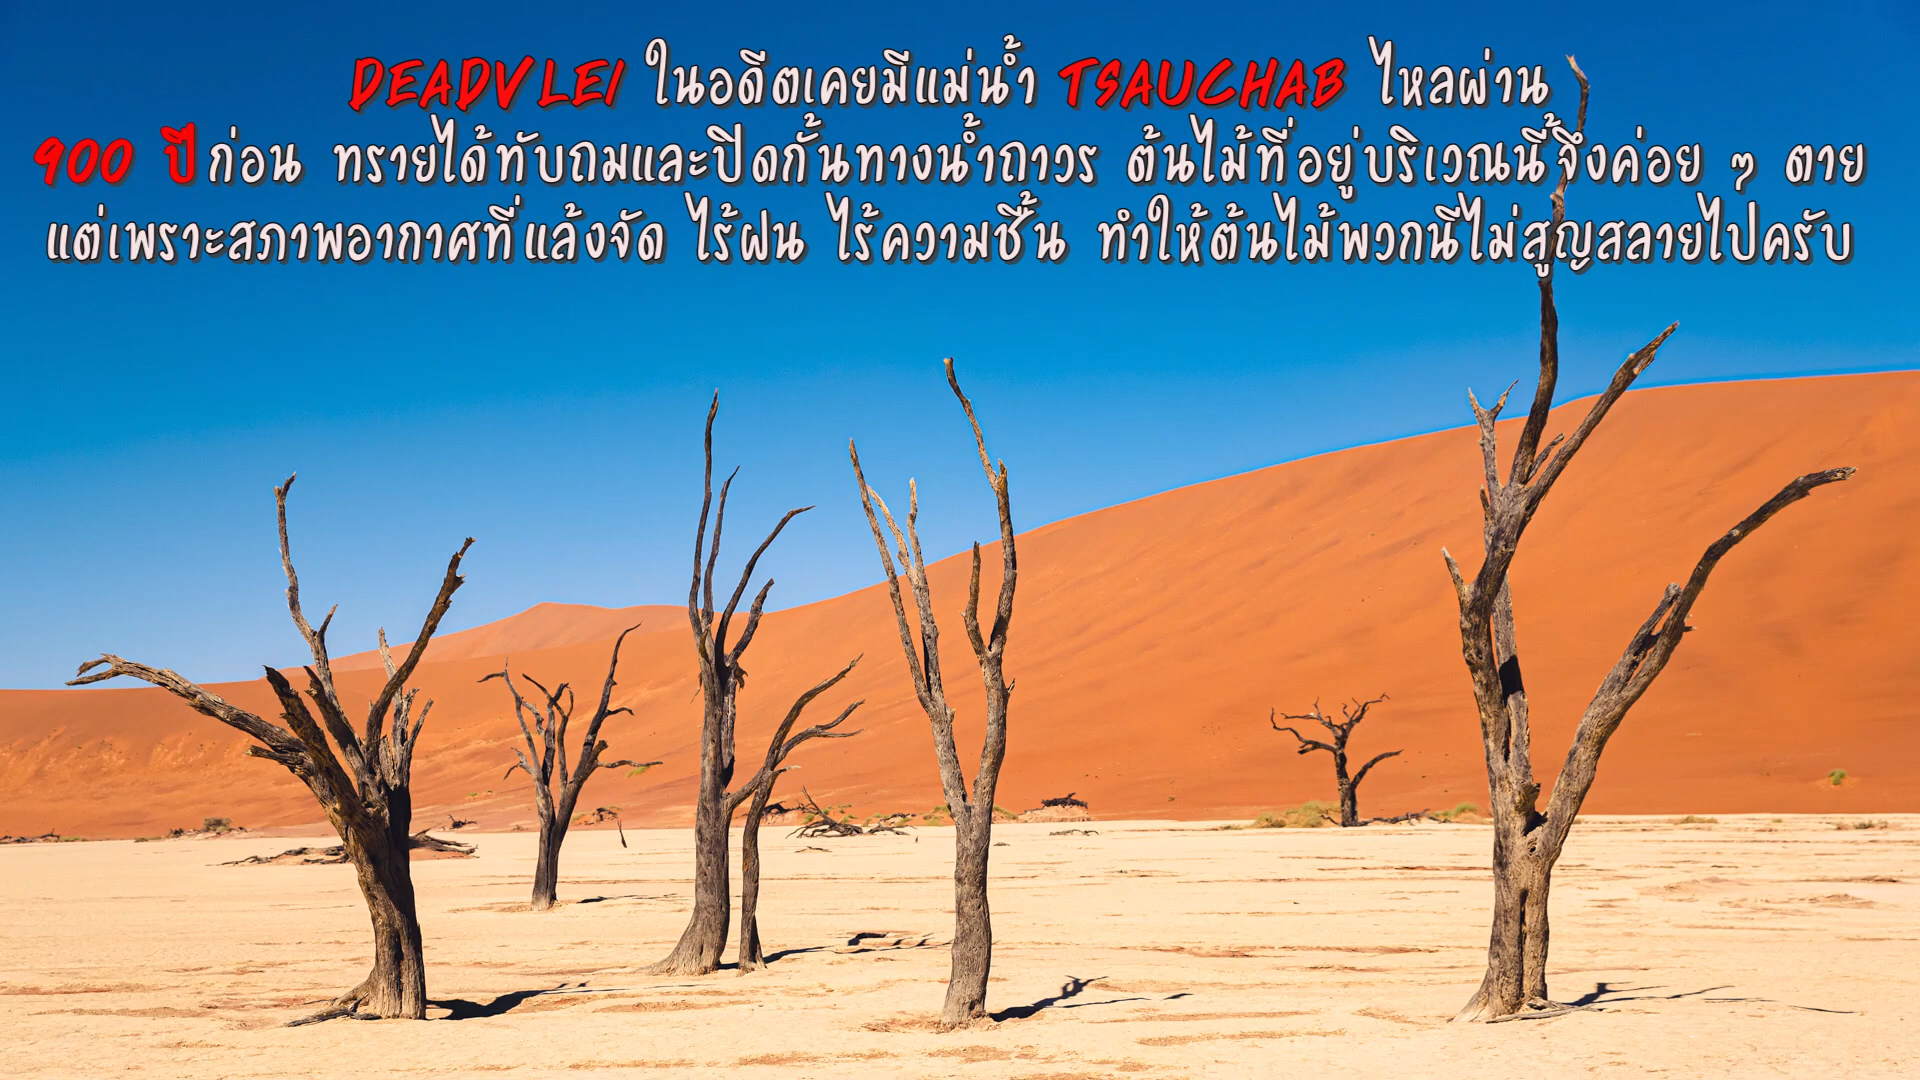 DEADVLEI ในอดีตเคยมีแม่น้ำ TSAUCHAB ไหลผ่าน
900 ปีก่อน ทรายได้ทับถมและปิดกั้นทางน้ำถาวร ต้นไม้ที่อยู่บริเวณนี้จึงค่อย ๆ ตาย
แต่เพราะสภาพอากาศที่แล้งจัด ไร้ฝน ไร้ความชื้น ทำให้ต้นไม้พวกนี้ไม่สูญสลายไปครับ